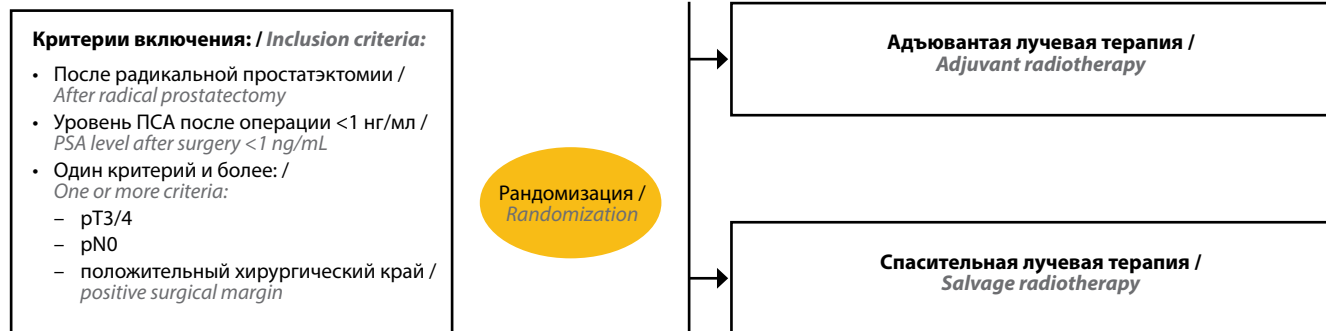 Критерии включения: / Inclusion criteria:
• После радикальной простатэктомии /
After radical prostatectomy
• Уровень ПСА после операции <1 нг/мл /
PSA level after surgery <1 ng/mL
• Один критерий и более: /
One or more criteria:
– pT3/4
– pN0
– положительный хирургический край /
positive surgical margin
Рандомизация /
Randomization
Адъювантая лучевая терапия /
Adjuvant radiotherapy
Спасительная лучевая терапия /
Salvage radiotherapy